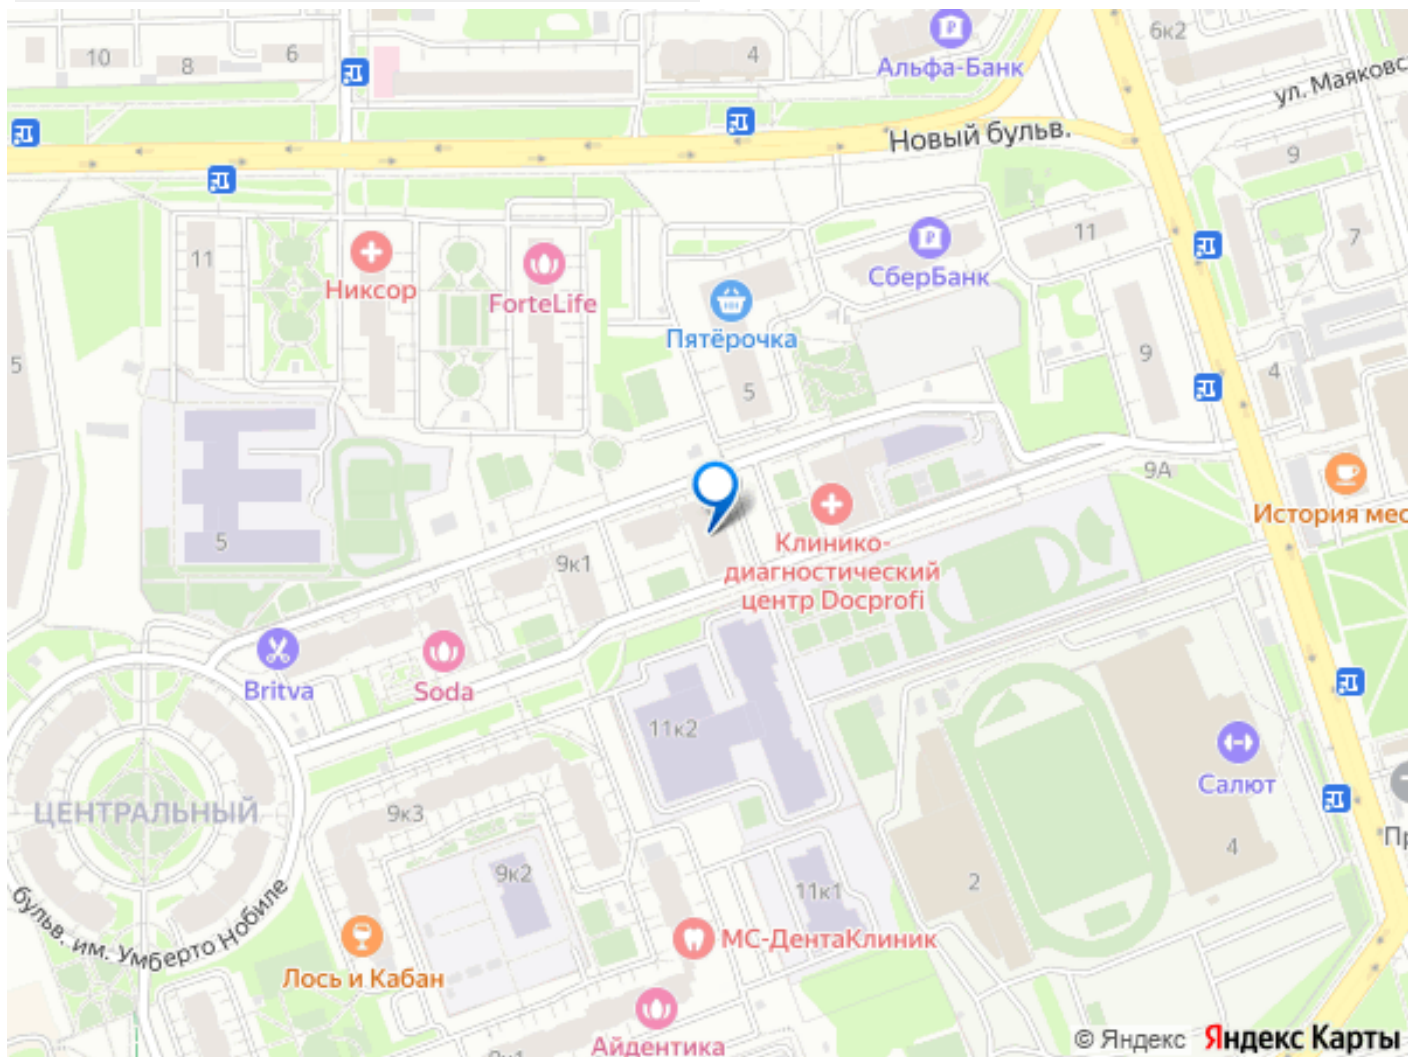 Альфа-Банк
6к2
4
6
10
8
ул. Маяковс
Новый бульв.
9
11
СберБанк
11
7
Никсор
ForteLife
Пятёрочка
5
9
4
5
9А
История мес
Клинико-
диагностический
центр Docprofi
5
9к1
Britva
Soda
11к2
Салют
ЦЕНТРАЛЬНЫЙ
9к3
Пр
4
9к2
2
11к1
бульв. им. Умберто Нобиле
МС-ДентаКлиник
Лось и Кабан
Айдентика
© Яндекс Яндекс Карты